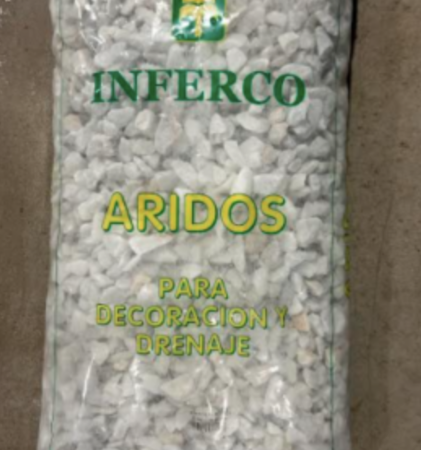 INFERCO
ARIDOS
PARA
DECORACION Y
DRENAJE